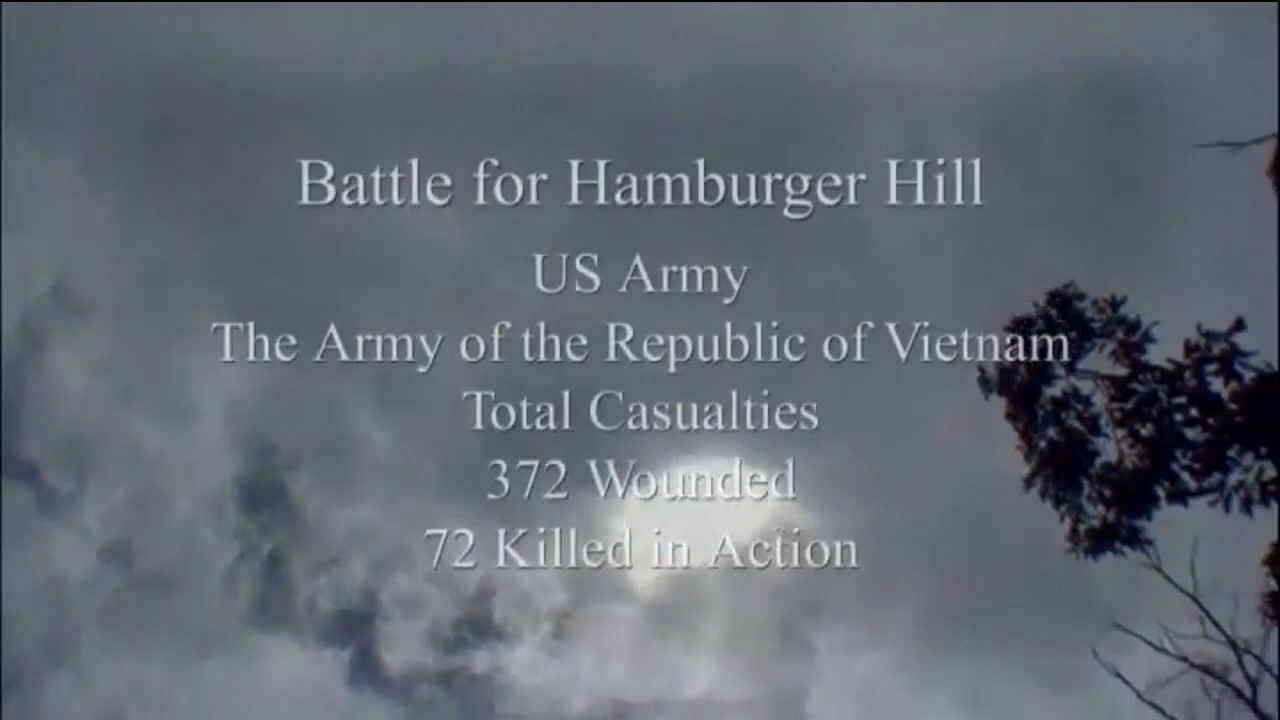 Battle for Hamburger Hill
US Army
The Army of the Republic of Vietnam
Total Casualties
372 Wounded
72 Killed in Action